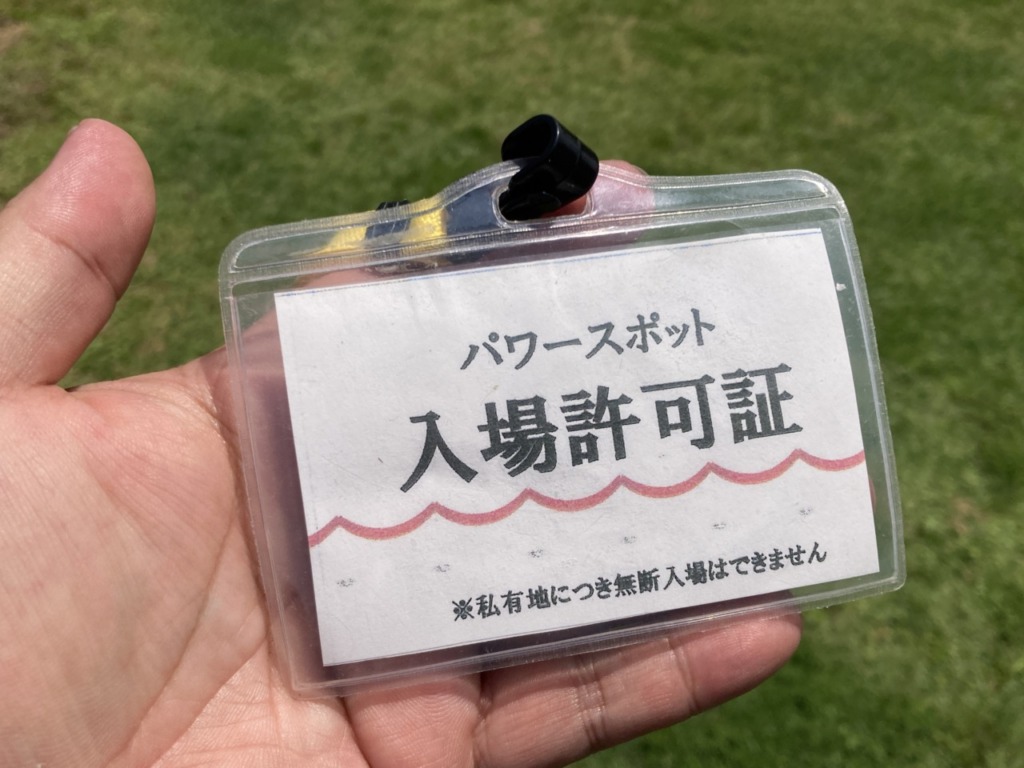 パワースポット
入場許可証
※私有地につき無断入場はできません